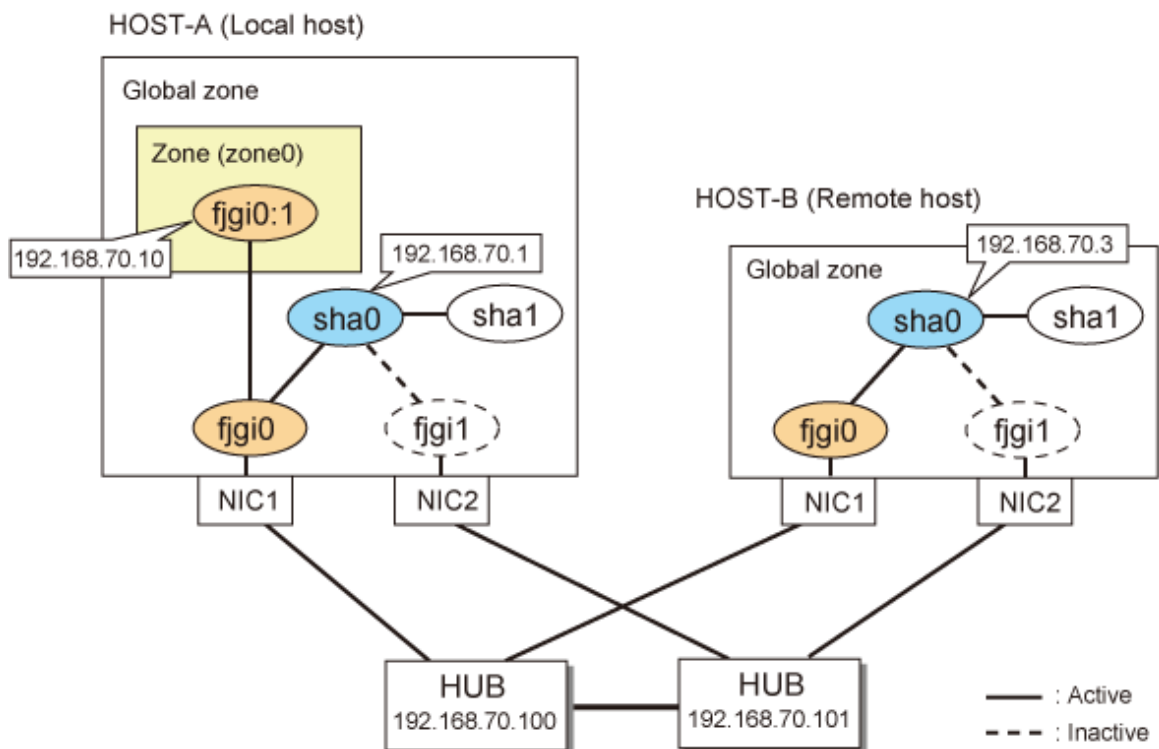 HOST-A (Local host)
Global zone
Zone (zone0)
fjgi0:1
192.168.70.10
192.168.70.1
sha0
sha1
fjgi0
fjgi1
NIC1
NIC2
HOST-B (Remote host)
192.168.70.3
Global zone
sha0
sha1
fjgi0
fjgi1
NIC1
NIC2
HUB
192.168.70.100
HUB
192.168.70.101
: Active
: Inactive